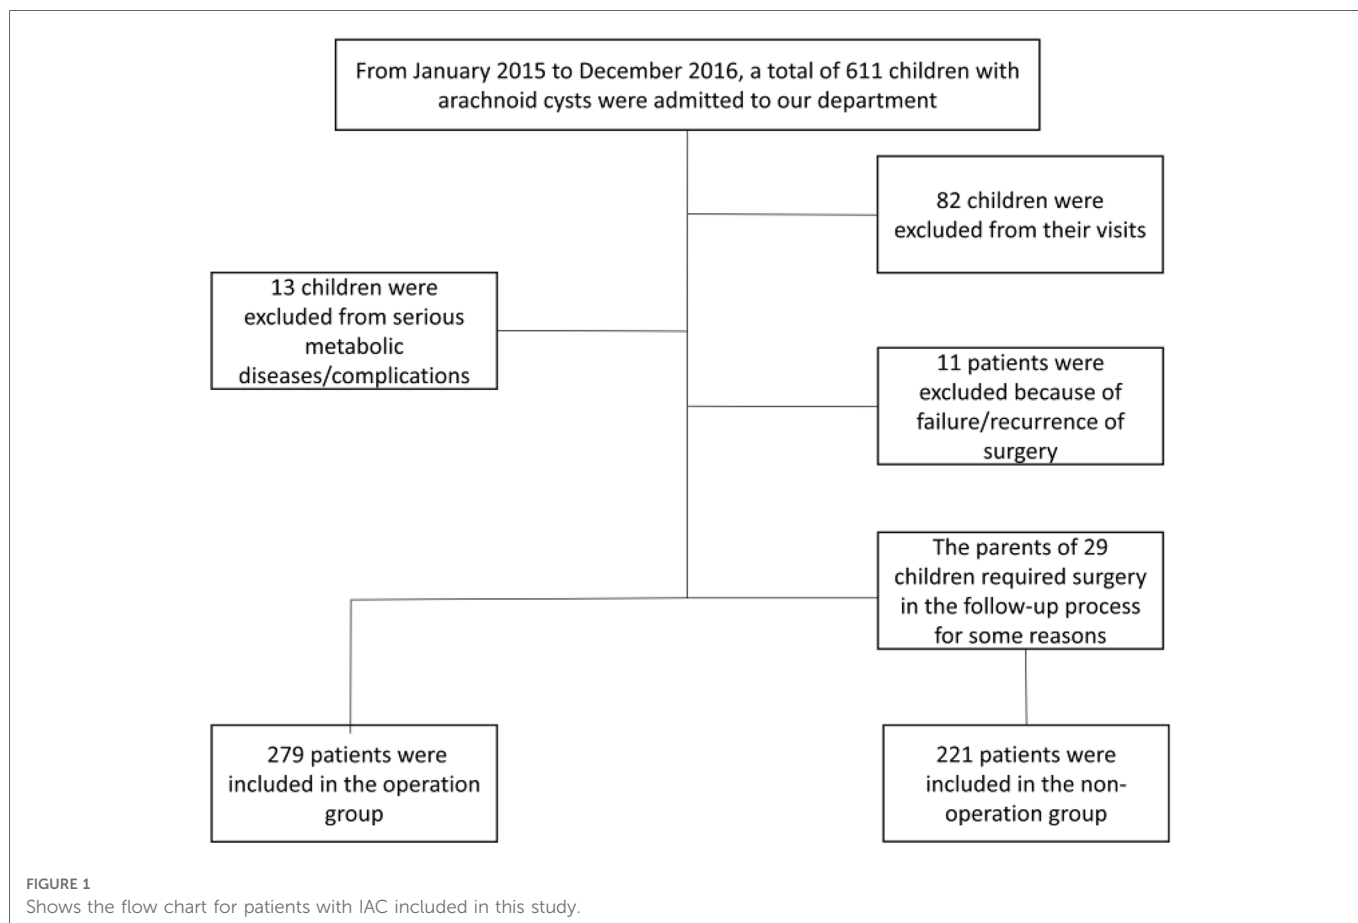 From January 2015 to December 2016, a total of 611 children with
arachnoid cysts were admitted to our department
82 children were
excluded from their visits
13 children were
excluded from serious
metabolic
diseases/complications
11 patients were
excluded because of
failure/recurrence of
surgery
The parents of 29
children required surgery
in the follow-up process
for some reasons
279 patients were
included in the operation
group
221 patients were
included in the non-
operation group
FIGURE 1
Shows the flow chart for patients with IAC included in this study.